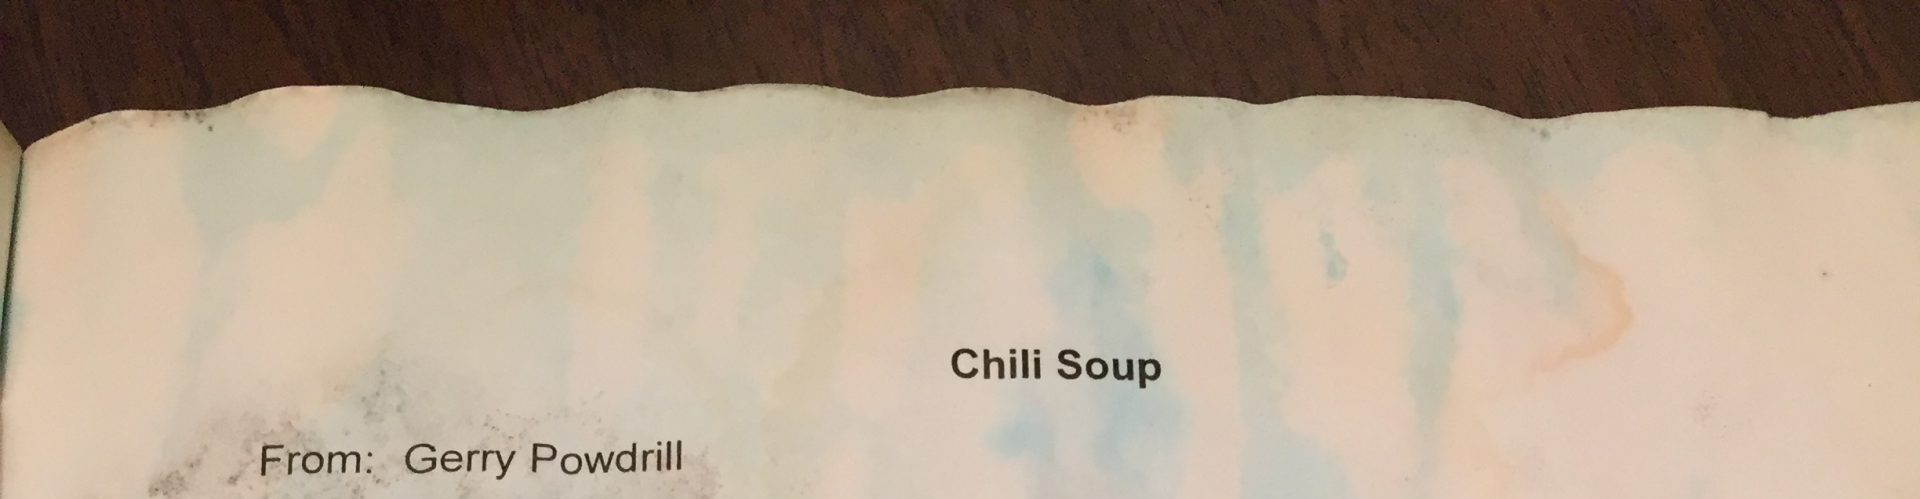 Chili Soup
From: Gerry Powdrill